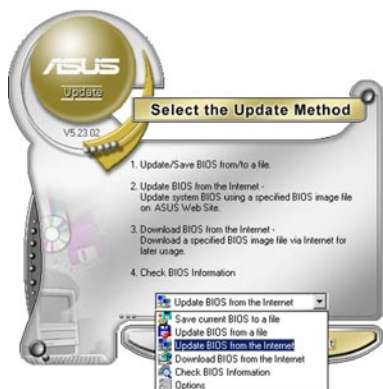 ASUS
Update
V5.23.02
Select the Update Method
1. Update/Save BIOS from/to a file.
2. Update BIOS from the Internet -
Update system BIOS using a specified BIOS image file
on ASUS Web Site.
3. Download BIOS from the Internet -
Download a specified BIOS image file via Internet for
later usage.
4. Check BIOS Information
Update BIOS from the Internet
Save current BIOS to a file
Update BIOS from a file
Update BIOS from the Internet
Download BIOS from the Internet
Check BIOS Information
Options